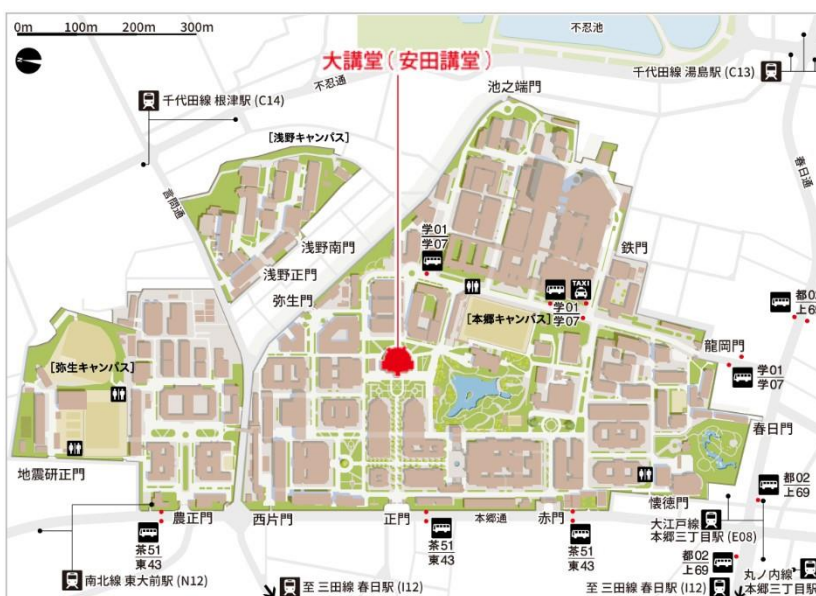 0m 100m 200m 300m
不忍池
大講堂(安田講堂)
千代田線 湯島駅 (C13)
不忍通
池之端門
千代田線 根津駅 (C14)
[浅野キャンパス]
春日通
言問通
学01
学07
鉄門
浅野南門
浅野正門
TAXI
弥生門
学01
学07
[本郷キャンパス]
都02
上69
龍岡門
[弥生キャンパス]
学01
学07
春日門
地震研正門
都02
上69
懐徳門
農正門
西片門
正門
本郷通
赤門
大江戸線
本郷三丁目駅 (E08)
茶51
東43
茶51
東43
茶51
東43
都02
上69
丸ノ内線
本郷三丁目駅
南北線 東大前駅 (N12)
至 三田線 春日駅 (I12)
至 三田線 春日駅 (I12)